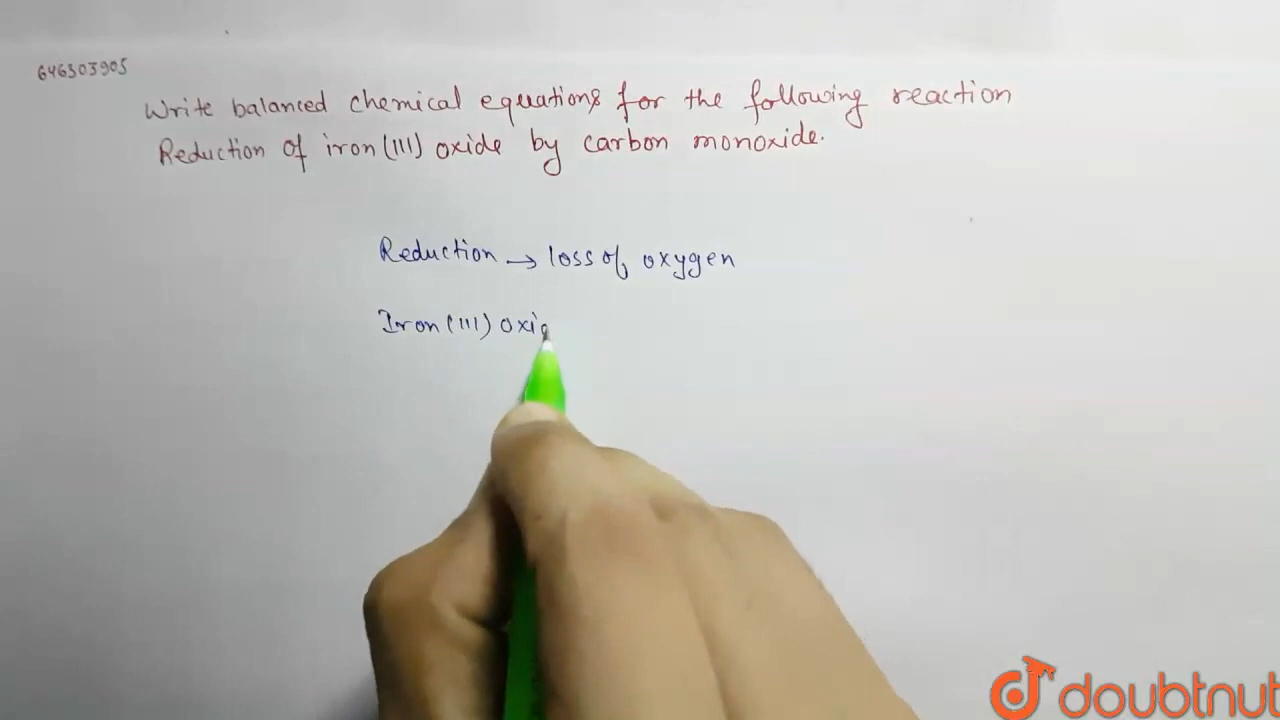 646303905
Write balanced chemical equations for the following reaction
Reduction of iron (III) oxide by carbon monoxide.
Reduction → loss of oxygen
Iron (III) oxi
doubtnut